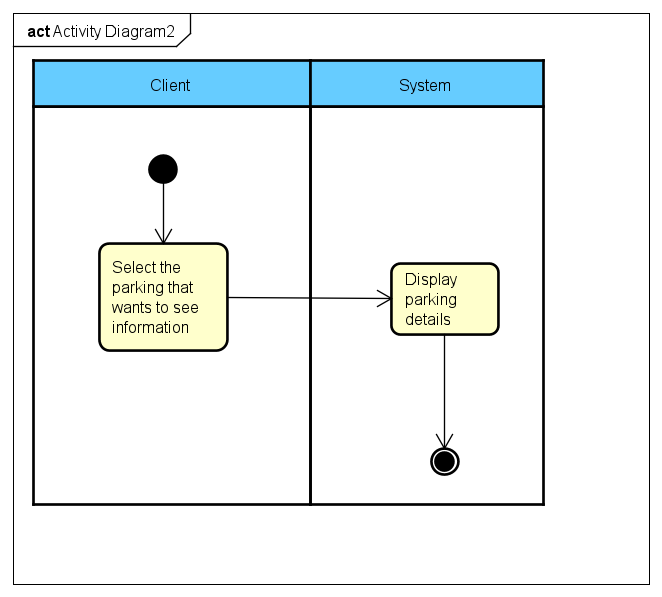 act Activity Diagram2
Client
System
Select the
parking that
wants to see
information
Display
parking
details